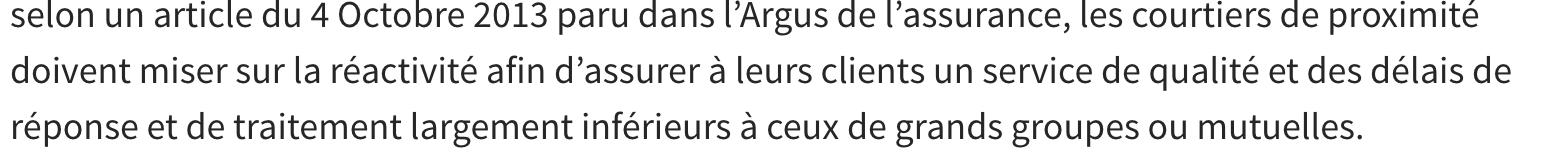 selon un article du 4 Octobre 2013 paru dans l’Argus de l’assurance, les courtiers de proximité
doivent miser sur la réactivité afin d’assurer à leurs clients un service de qualité et des délais de
réponse et de traitement largement inférieurs à ceux de grands groupes ou mutuelles.